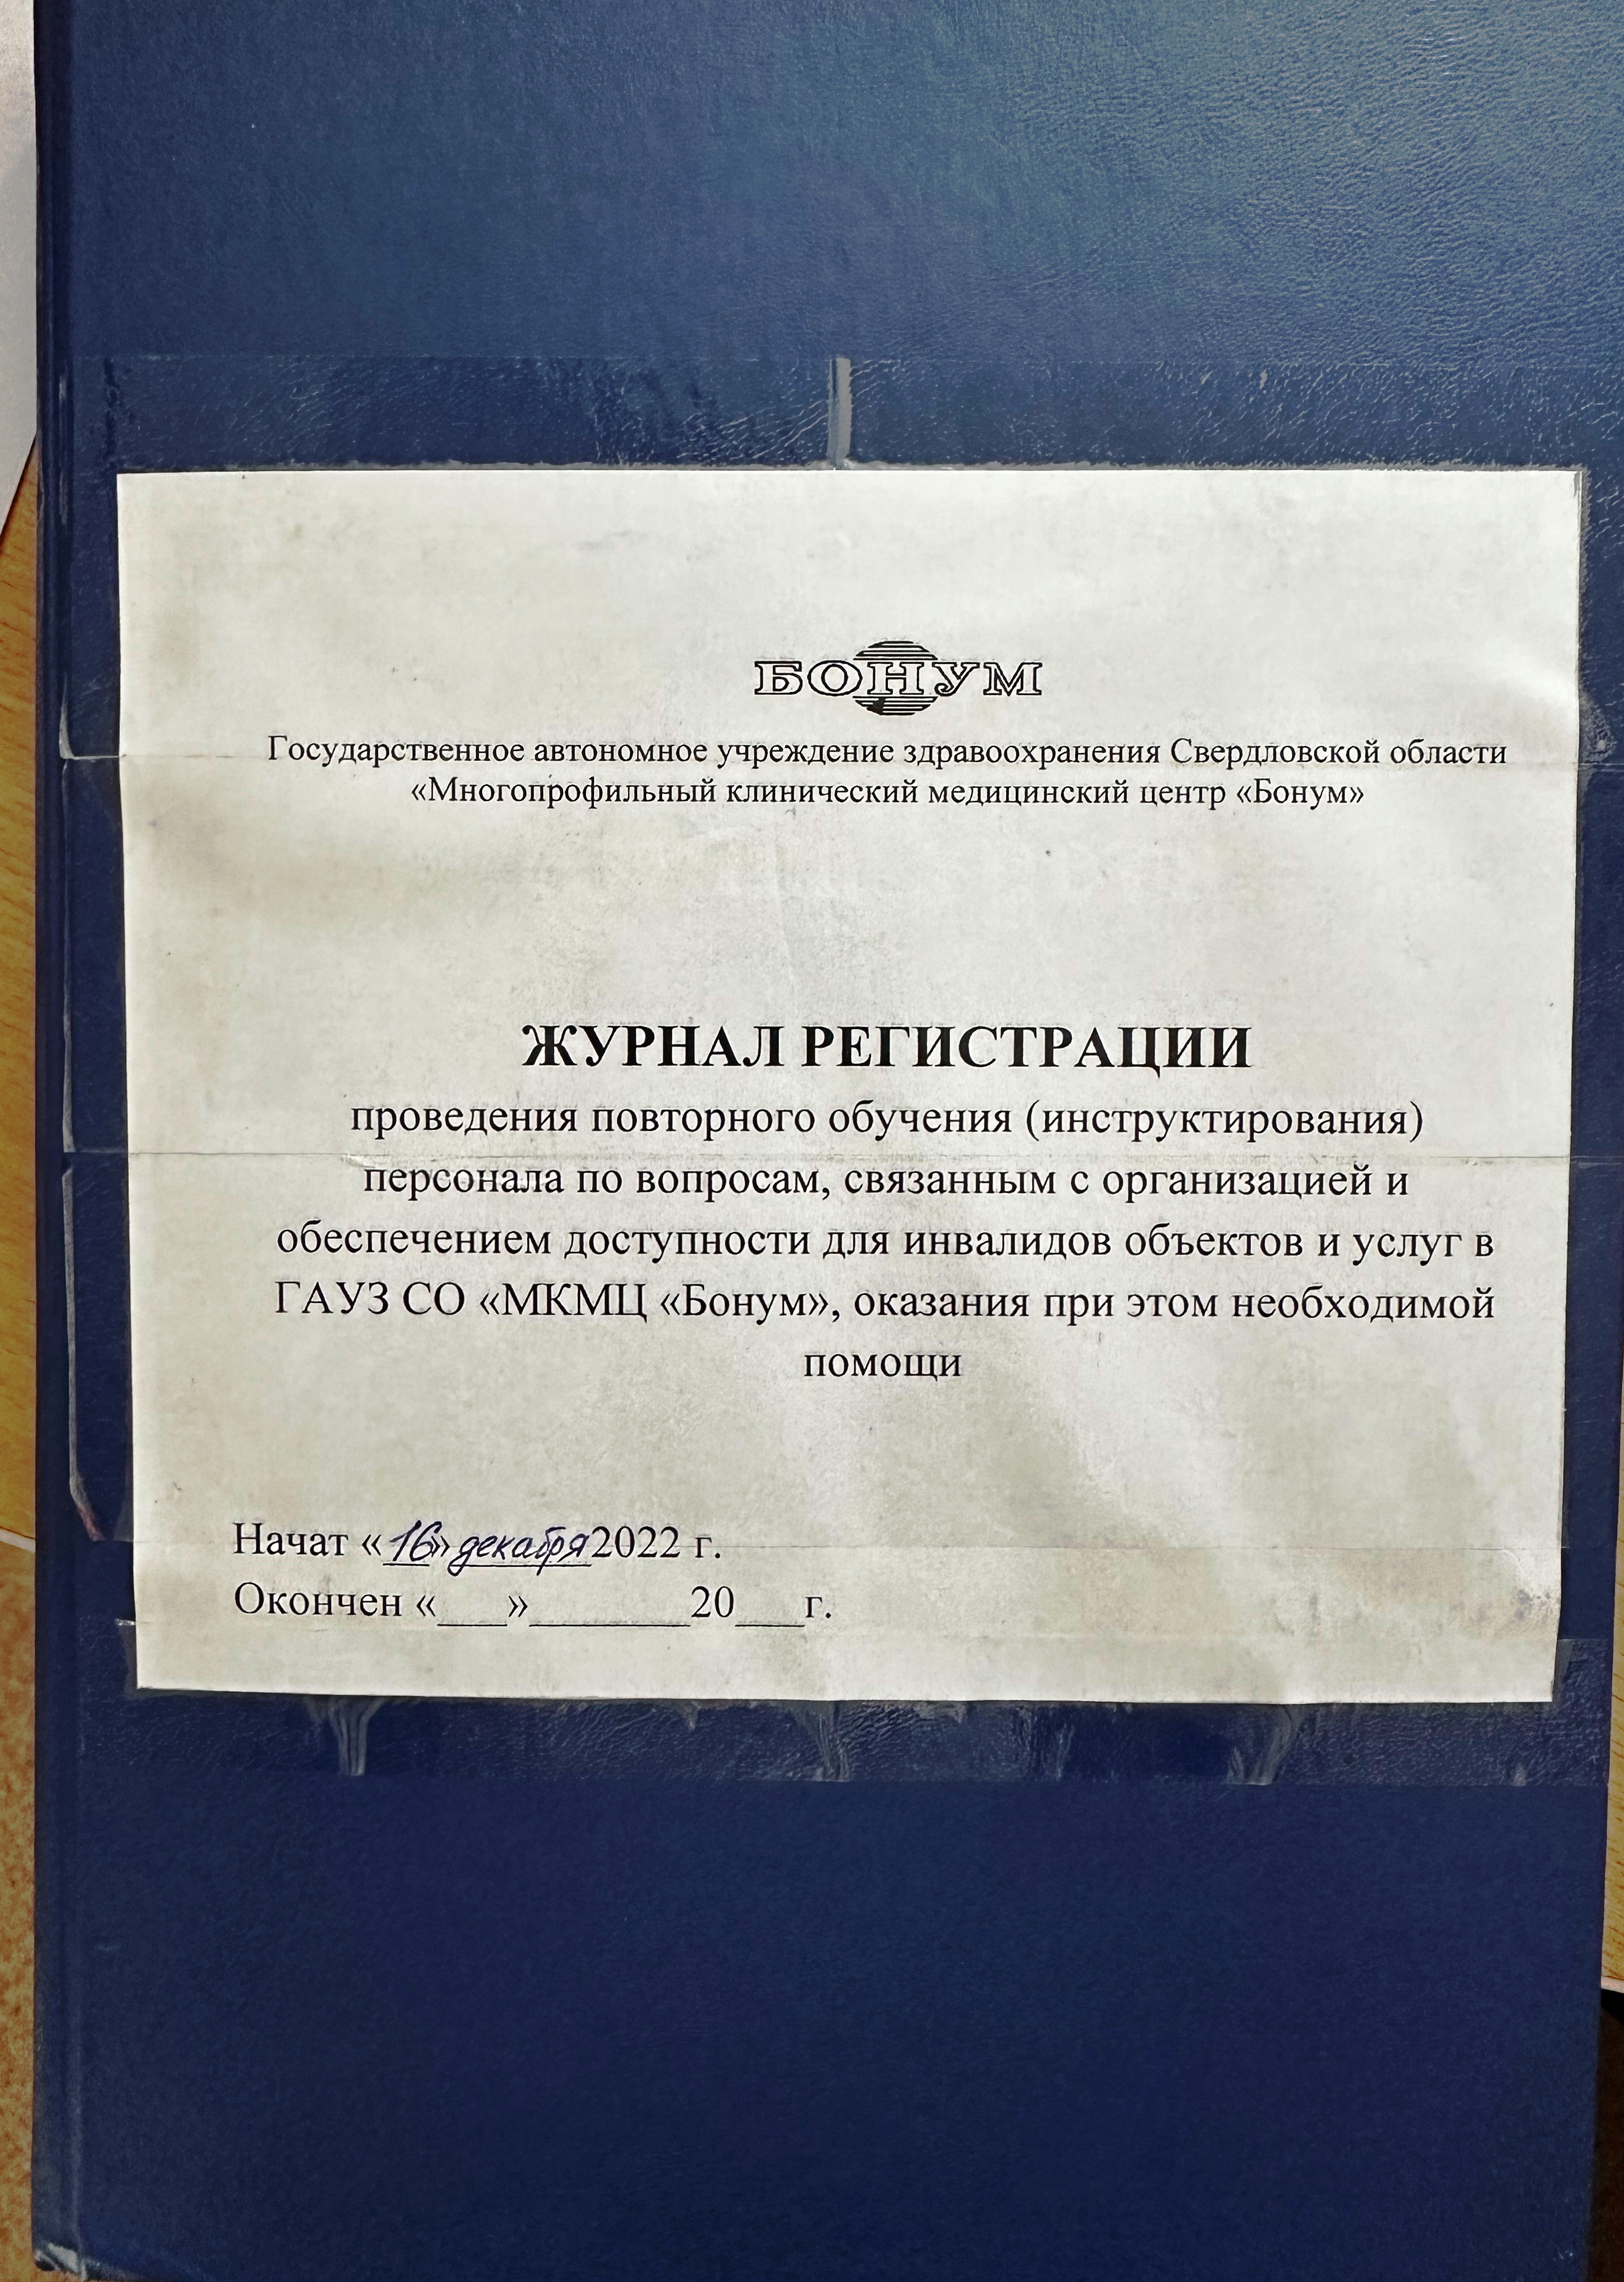 БОНУМ
Государственное автономное учреждение здравоохранения Свердловской области
«Многопрофильный клинический медицинский центр «Бонум»
ЖУРНАЛ РЕГИСТРАЦИИ
проведения повторного обучения (инструктирования)
персонала по вопросам, связанным с организацией и
обеспечением доступности для инвалидов объектов и услуг в
ГАУЗ СО «МКМЦ «Бонум», оказания при этом необходимой
помощи
Начат «16» декабря 2022 г.
Окончен «___»_______20___г.